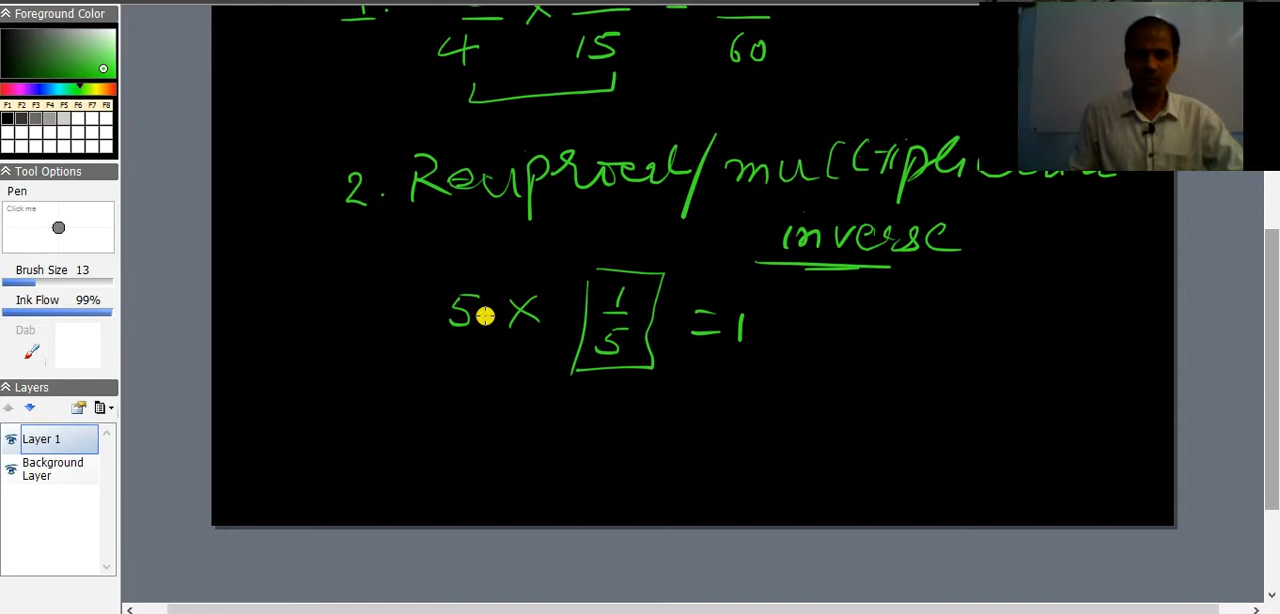 Foreground Color
F1 F2 F3 F4 F5 F6 F7 F8
Tool Options
Pen
Click me
Brush Size 13
Ink Flow 99%
Dab
Layers
Layer 1
Background
Layer
1.
4 × 15 = 60
2. Reciprocal/
inverse
5 × 1/5 = 1